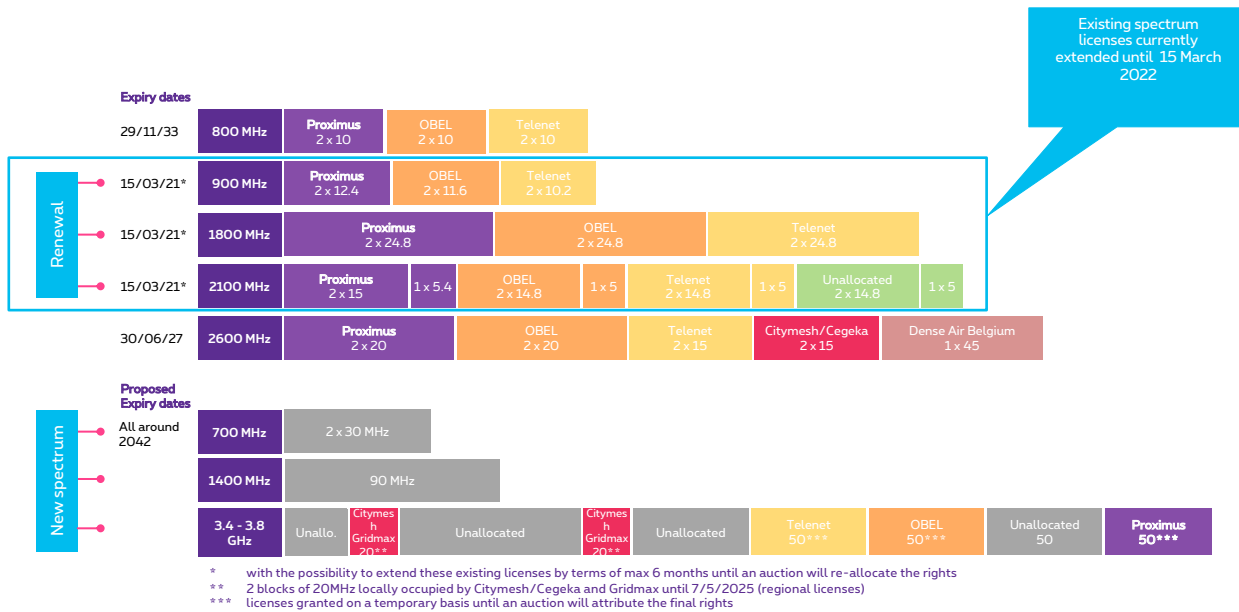 Existing spectrum
licenses currently
extended until 15 March
2022
Expiry dates
29/11/33
800 MHz
Proximus
2 x 10
OBEL
2 x 10
Telenet
2 x 10
Renewal
15/03/21*
900 MHz
Proximus
2 x 12.4
OBEL
2 x 11.6
Telenet
2 x 10.2
15/03/21*
1800 MHz
Proximus
2 x 24.8
OBEL
2 x 24.8
Telenet
2 x 24.8
15/03/21*
2100 MHz
Proximus
2 x 15
1 x 5.4
OBEL
2 x 14.8
1 x 5
Telenet
2 x 14.8
1 x 5
Unallocated
2 x 14.8
1 x 5
30/06/27
2600 MHz
Proximus
2 x 20
OBEL
2 x 20
Telenet
2 x 15
Citymesh/Cegeka
2 x 15
Dense Air Belgium
1 x 45
Proposed
Expiry dates
New spectrum
All around
2042
700 MHz
2 x 30 MHz
1400 MHz
90 MHz
3.4 - 3.8
GHz
Unallo.
Citymes
h
Gridmax
20**
Unallocated
Citymes
h
Gridmax
20**
Unallocated
Telenet
50***
OBEL
50***
Unallocated
50
Proximus
50***
* with the possibility to extend these existing licenses by terms of max 6 months until an auction will re-allocate the rights
** 2 blocks of 20MHz locally occupied by Citymesh/Cegeka and Gridmax until 7/5/2025 (regional licenses)
*** licenses granted on a temporary basis until an auction will attribute the final rights